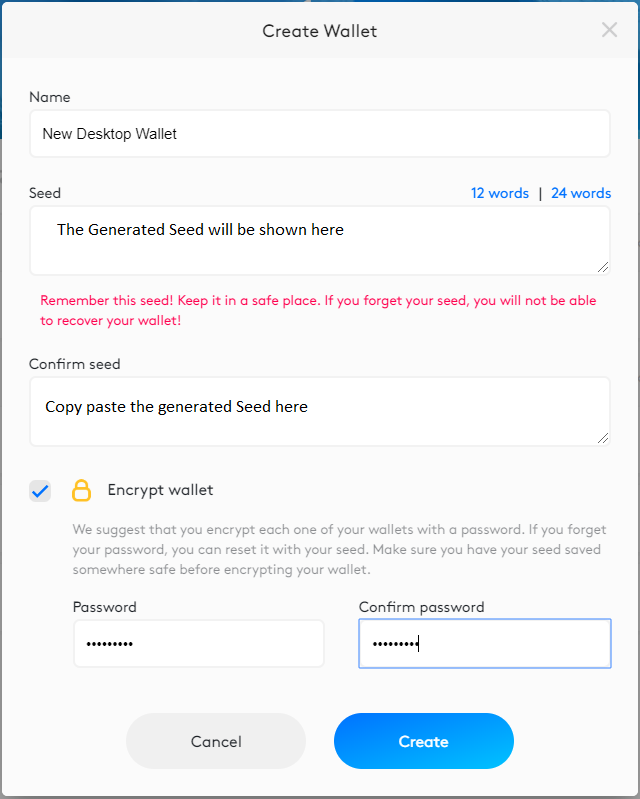 Create Wallet
Name
New Desktop Wallet
Seed
12 words | 24 words
The Generated Seed will be shown here
Remember this seed! Keep it in a safe place. If you forget your seed, you will not be able
to recover your wallet!
Confirm seed
Copy paste the generated Seed here
Encrypt wallet
We suggest that you encrypt each one of your wallets with a password. If you forget
your password, you can reset it with your seed. Make sure you have your seed saved
somewhere safe before encrypting your wallet.
Password
Confirm password
•••••••••
•••••••••
Cancel
Create